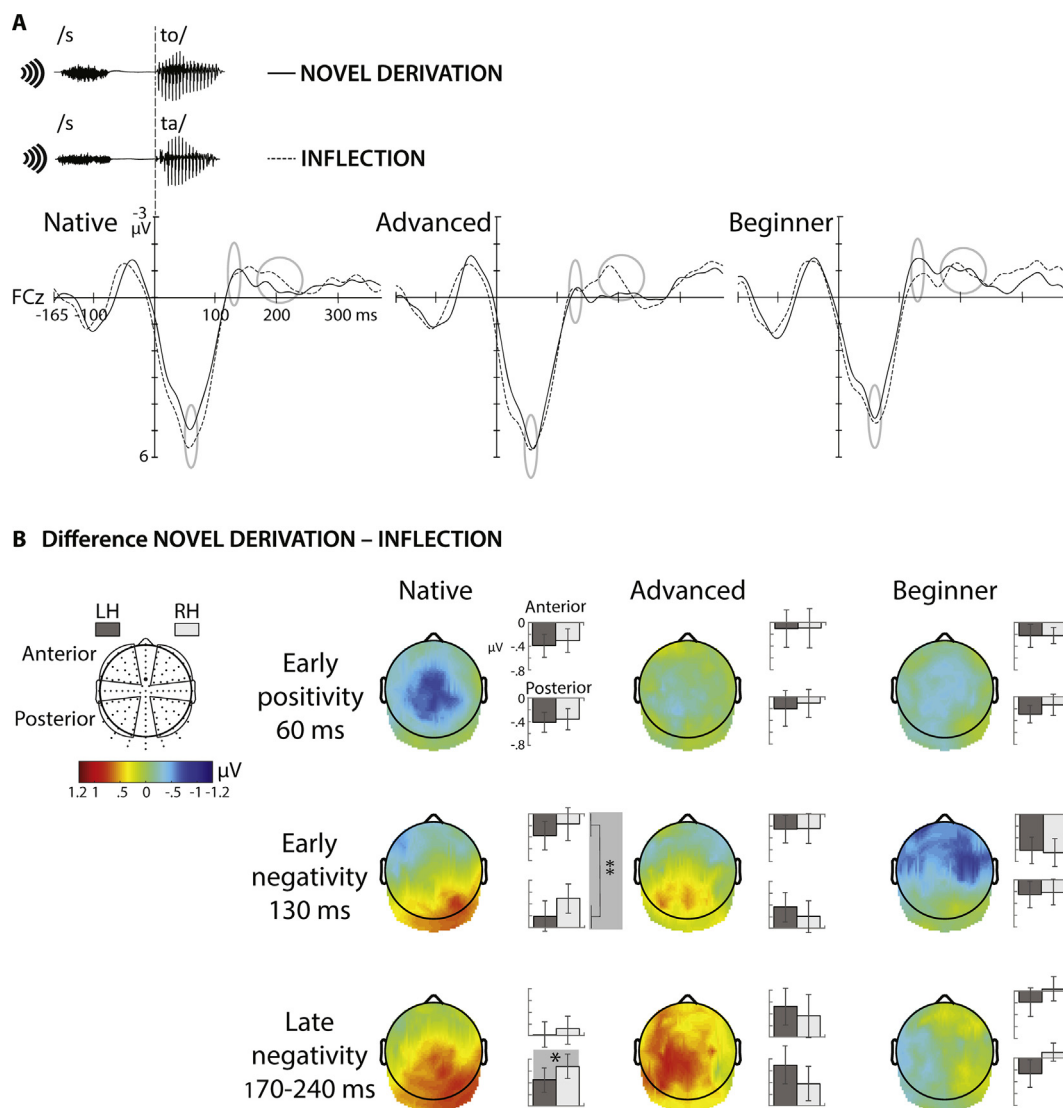 A
/s to/
NOVEL DERIVATION
/s ta/
INFLECTION
Native Advanced Beginner
-3
µV
FCz
-165 -100 100 200 300 ms
6
B Difference NOVEL DERIVATION – INFLECTION
Native Advanced Beginner
LH RH
Anterior
Posterior
µV
1.2 1 .5 0 -.5 -1 -1.2
Early
positivity
60 ms
Anterior
0
µV
-.4
-.8
Posterior
0
-.4
-.8
Early
negativity
130 ms
**
Late
negativity
170-240 ms
*